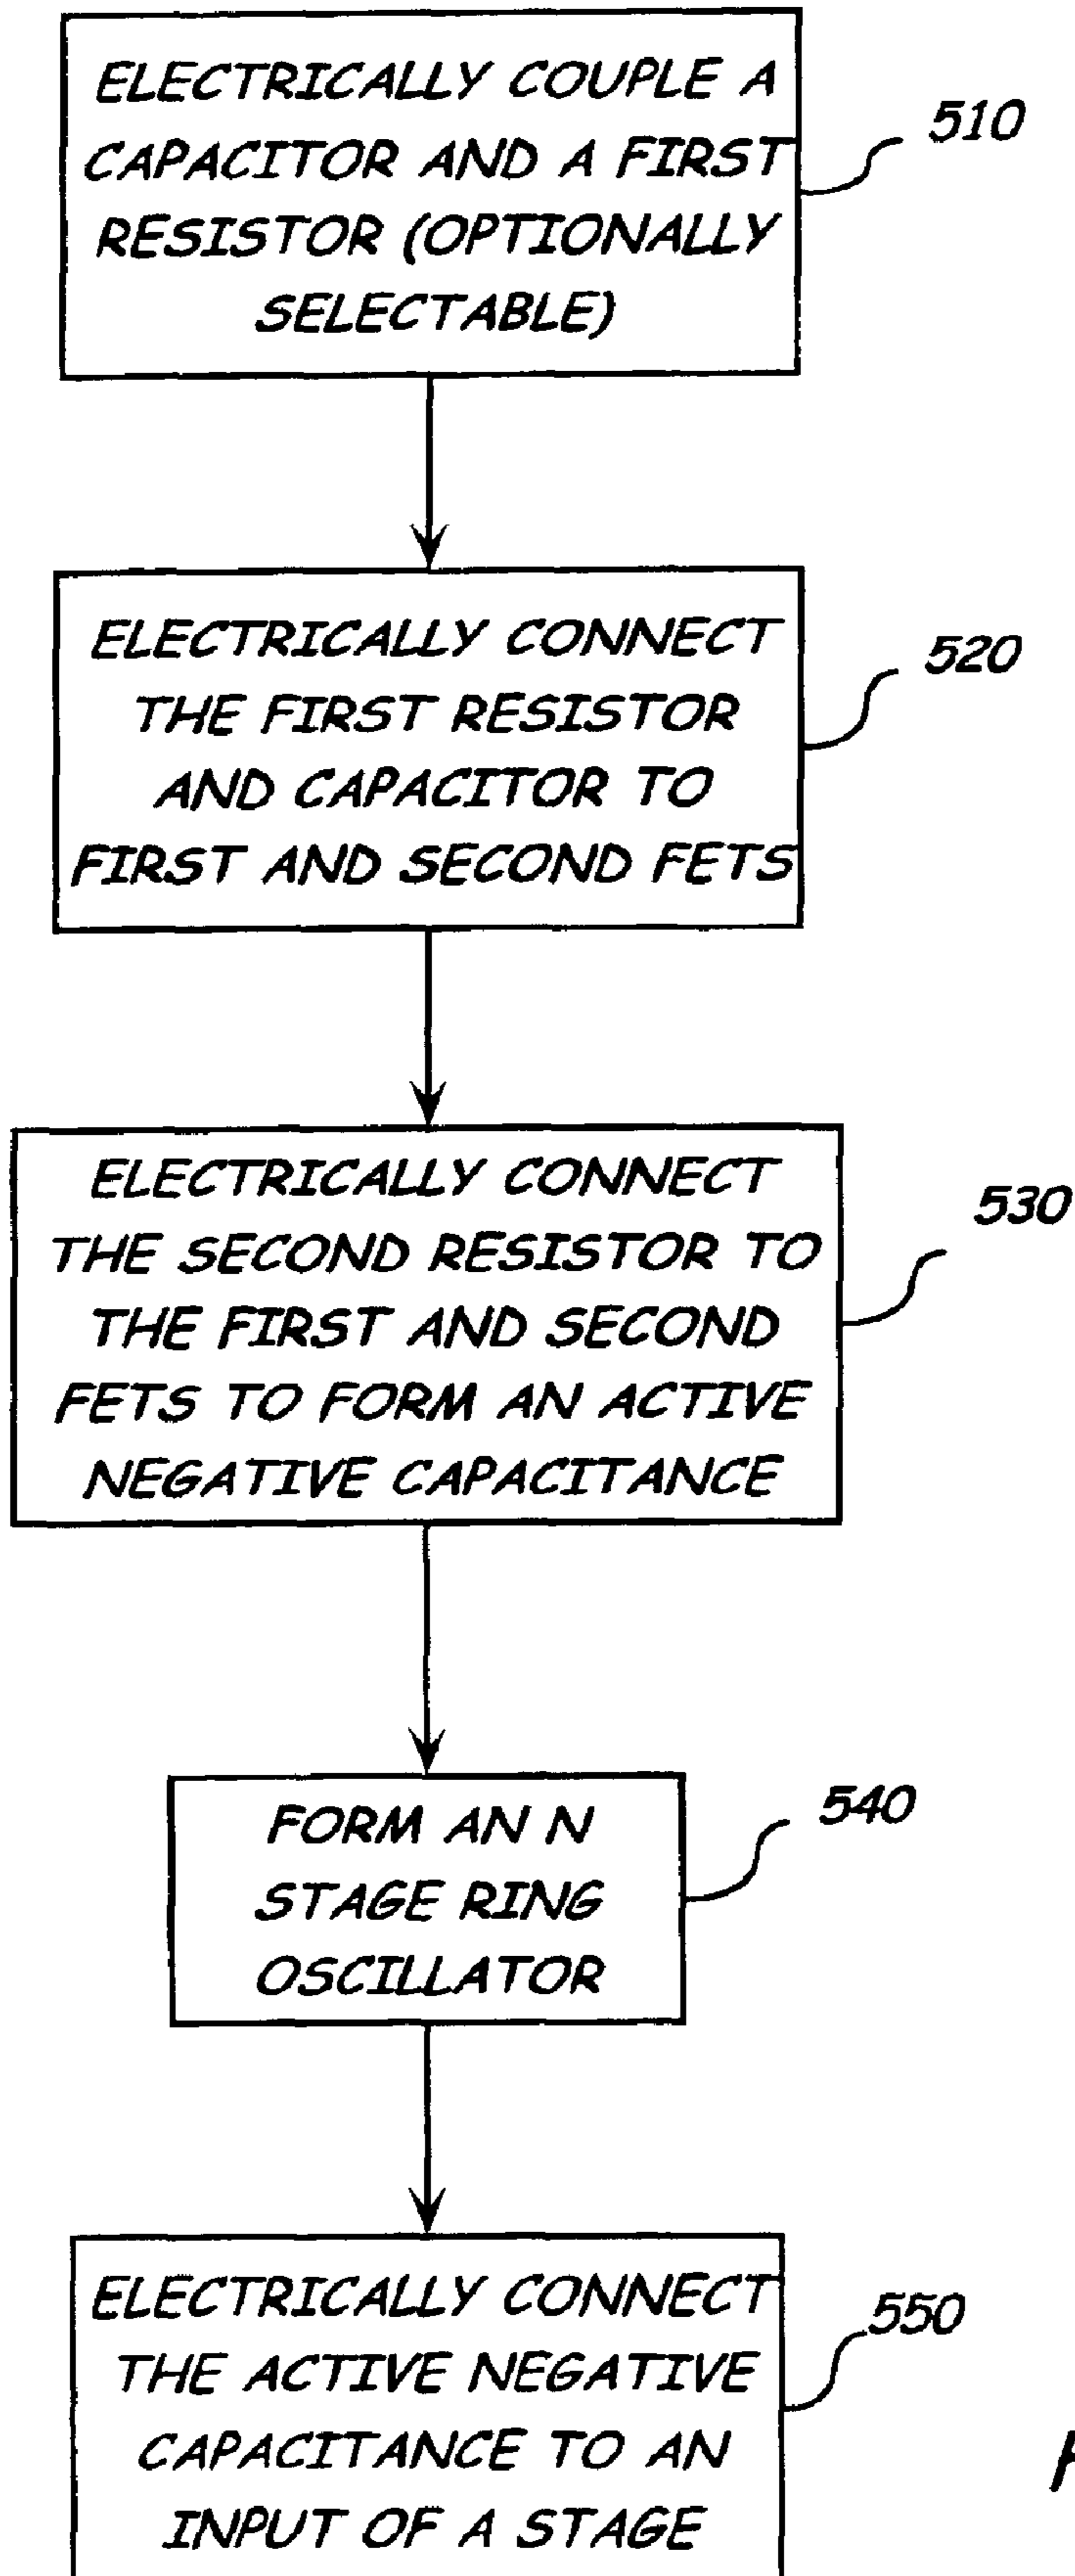 ELECTRICALLY COUPLE A
CAPACITOR AND A FIRST
RESISTOR (OPTIONALLY
SELECTABLE)
510
ELECTRICALLY CONNECT
THE FIRST RESISTOR
AND CAPACITOR TO
FIRST AND SECOND FETS
520
ELECTRICALLY CONNECT
THE SECOND RESISTOR TO
THE FIRST AND SECOND
FETS TO FORM AN ACTIVE
NEGATIVE CAPACITANCE
530
FORM AN N
STAGE RING
OSCILLATOR
540
ELECTRICALLY CONNECT
THE ACTIVE NEGATIVE
CAPACITANCE TO AN
INPUT OF A STAGE
550